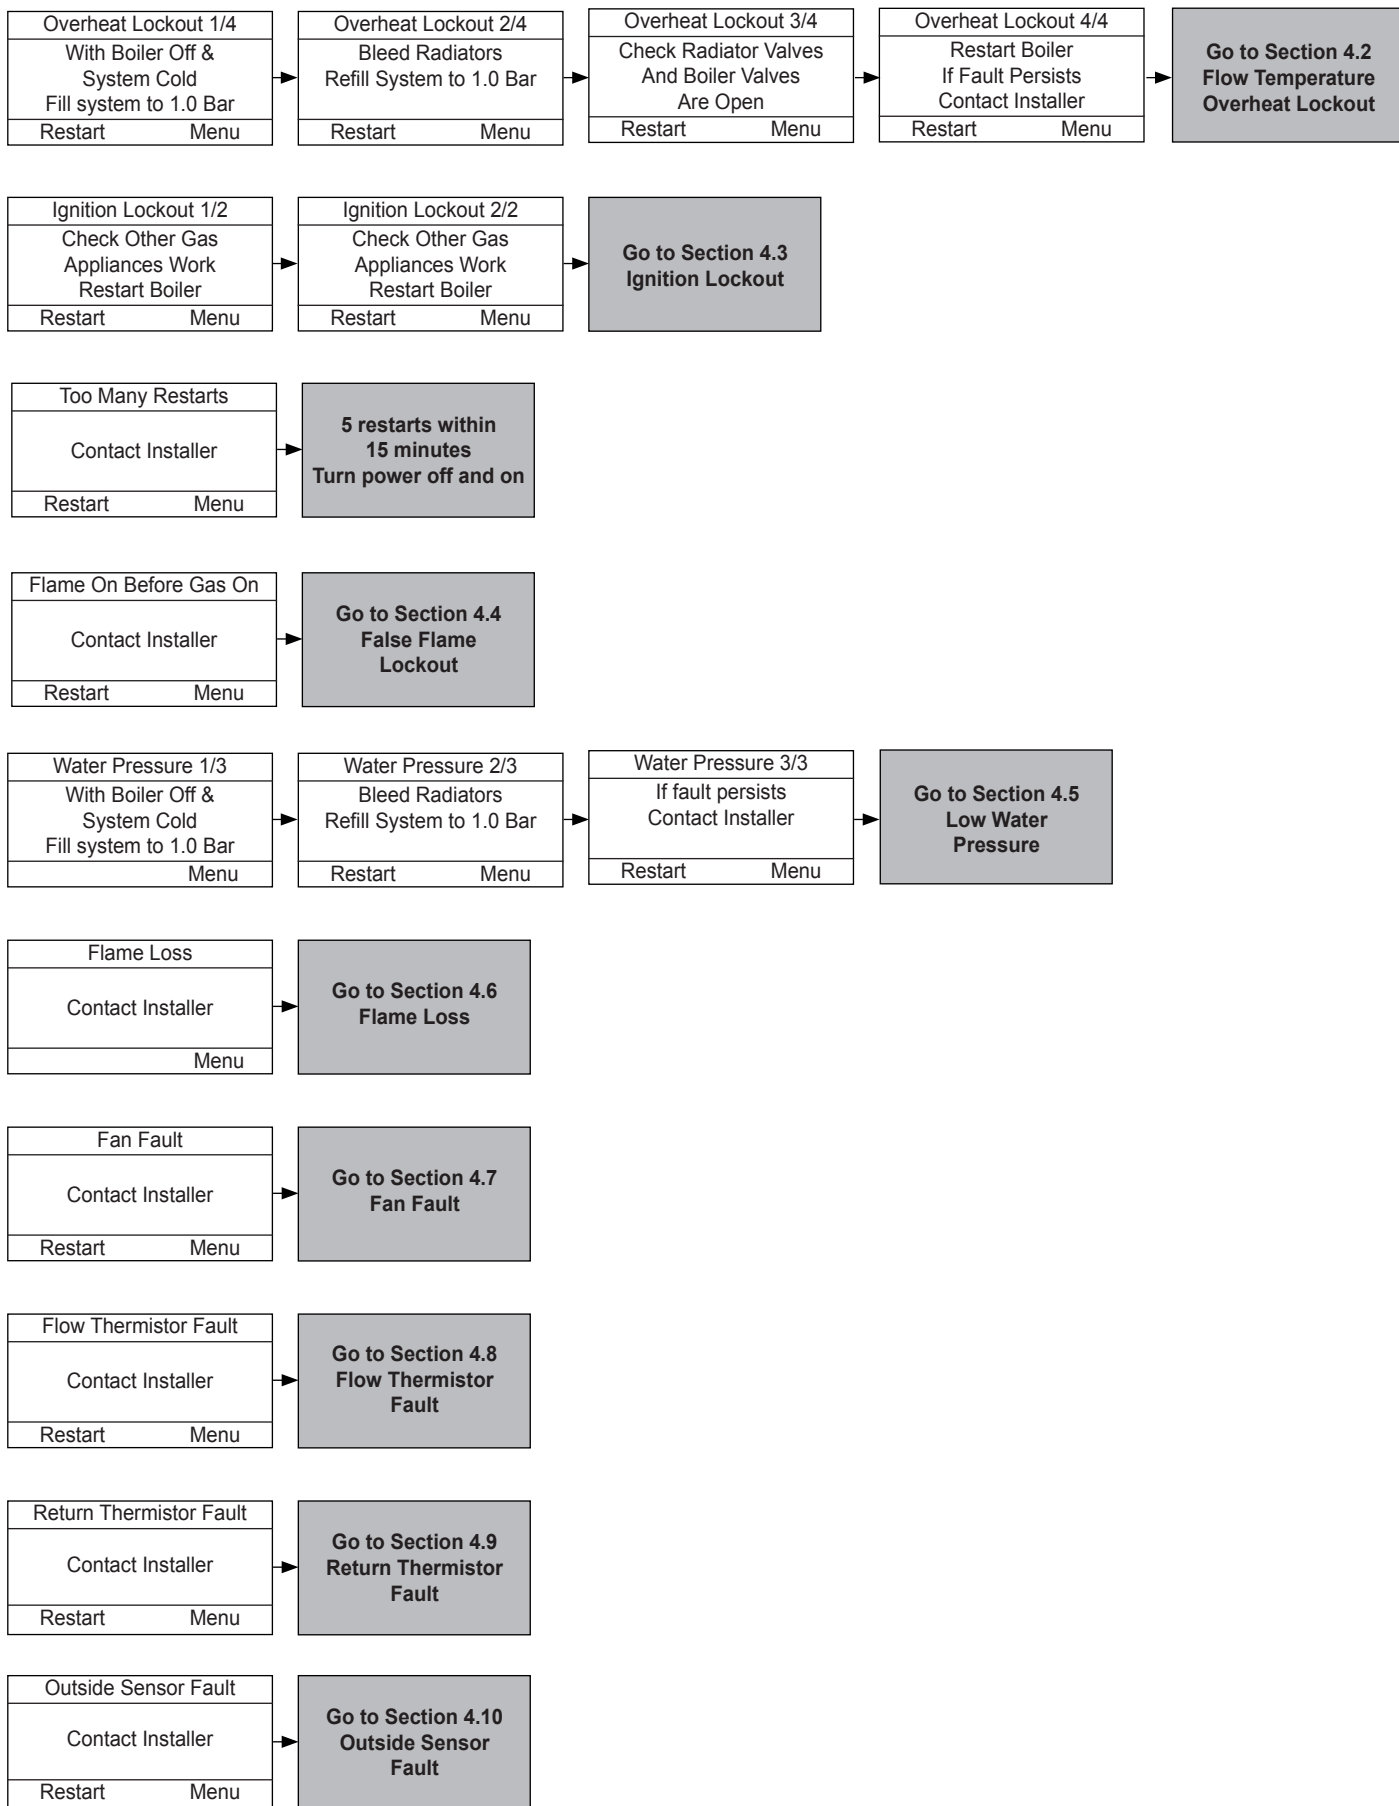 Overheat Lockout 1/4
With Boiler Off &
System Cold
Fill system to 1.0 Bar
Restart Menu
Overheat Lockout 2/4
Bleed Radiators
Refill System to 1.0 Bar
Restart Menu
Overheat Lockout 3/4
Check Radiator Valves
And Boiler Valves
Are Open
Restart Menu
Overheat Lockout 4/4
Restart Boiler
If Fault Persists
Contact Installer
Restart Menu
Go to Section 4.2
Flow Temperature
Overheat Lockout
Ignition Lockout 1/2
Check Other Gas
Appliances Work
Restart Boiler
Restart Menu
Ignition Lockout 2/2
Check Other Gas
Appliances Work
Restart Boiler
Restart Menu
Go to Section 4.3
Ignition Lockout
Too Many Restarts
Contact Installer
Restart Menu
5 restarts within
15 minutes
Turn power off and on
Flame On Before Gas On
Contact Installer
Restart Menu
Go to Section 4.4
False Flame
Lockout
Water Pressure 1/3
With Boiler Off &
System Cold
Fill system to 1.0 Bar
Menu
Water Pressure 2/3
Bleed Radiators
Refill System to 1.0 Bar
Restart Menu
Water Pressure 3/3
If fault persists
Contact Installer
Restart Menu
Go to Section 4.5
Low Water
Pressure
Flame Loss
Contact Installer
Menu
Go to Section 4.6
Flame Loss
Fan Fault
Contact Installer
Restart Menu
Go to Section 4.7
Fan Fault
Flow Thermistor Fault
Contact Installer
Restart Menu
Go to Section 4.8
Flow Thermistor
Fault
Return Thermistor Fault
Contact Installer
Restart Menu
Go to Section 4.9
Return Thermistor
Fault
Outside Sensor Fault
Contact Installer
Restart Menu
Go to Section 4.10
Outside Sensor
Fault